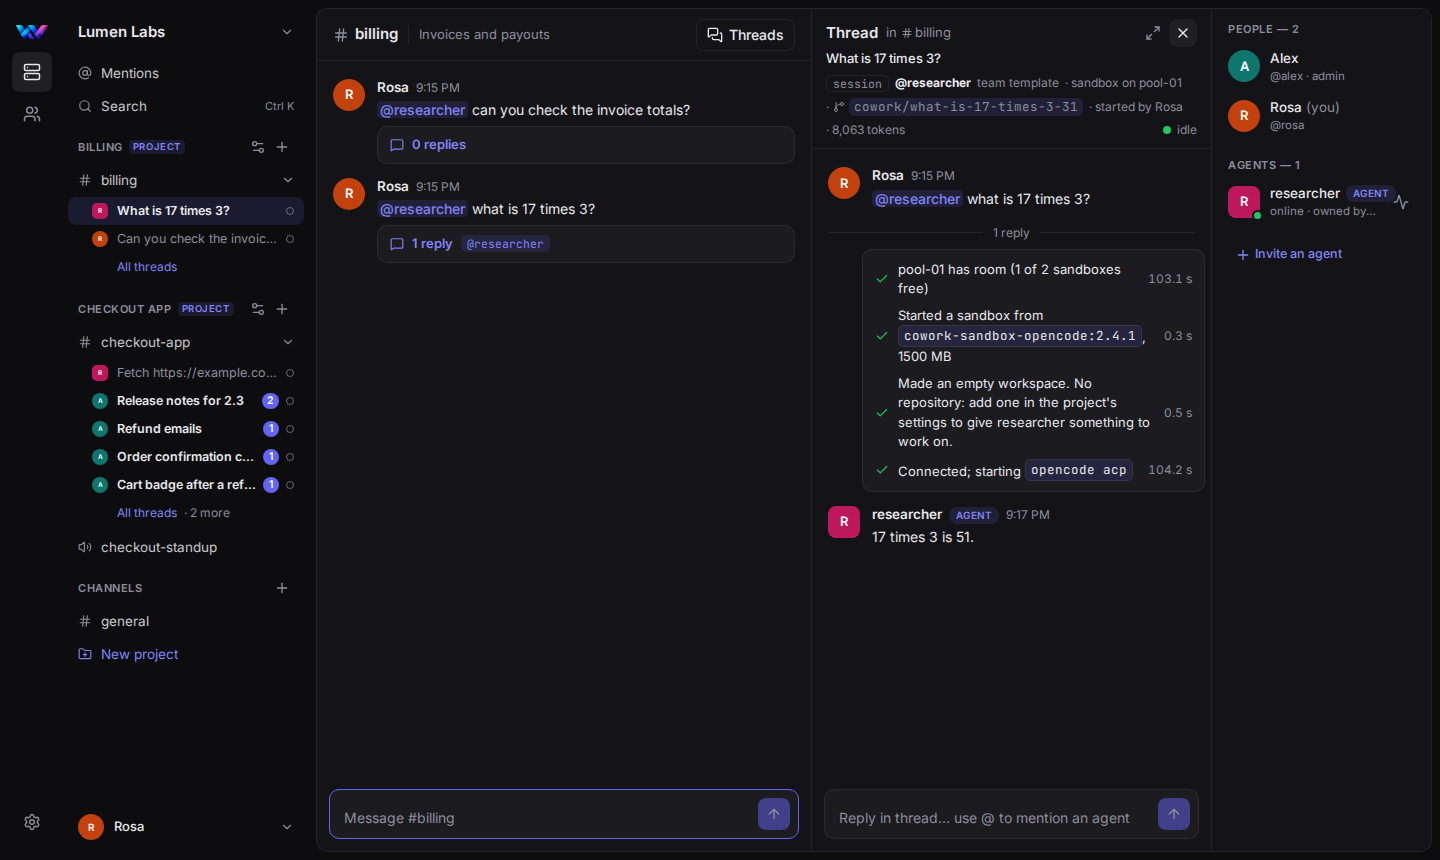 Lumen Labs
Mentions
Search Ctrl K
BILLING PROJECT
billing
R What is 17 times 3?
R Can you check the invoic...
All threads
CHECKOUT APP PROJECT
checkout-app
R Fetch https://example.co...
A Release notes for 2.3 2
A Refund emails 1
A Order confirmation c... 1
A Cart badge after a ref... 1
All threads · 2 more
checkout-standup
CHANNELS
general
New project
R Rosa
# billing Invoices and payouts Threads
R Rosa 9:15 PM
@researcher can you check the invoice totals?
0 replies
R Rosa 9:15 PM
@researcher what is 17 times 3?
1 reply @researcher
Message #billing
Thread in # billing
What is 17 times 3?
session @researcher team template · sandbox on pool-01
· cowork/what-is-17-times-3-31 · started by Rosa
· 8,063 tokens idle
R Rosa 9:15 PM
@researcher what is 17 times 3?
1 reply
pool-01 has room (1 of 2 sandboxes
free) 103.1 s
Started a sandbox from
cowork-sandbox-opencode:2.4.1, 0.3 s
1500 MB
Made an empty workspace. No
repository: add one in the project's
settings to give researcher something to
work on. 0.5 s
Connected; starting opencode acp 104.2 s
R researcher AGENT 9:17 PM
17 times 3 is 51.
Reply in thread... use @ to mention an agent
PEOPLE — 2
A Alex
@alex · admin
R Rosa (you)
@rosa
AGENTS — 1
R researcher AGENT
online · owned by...
+ Invite an agent